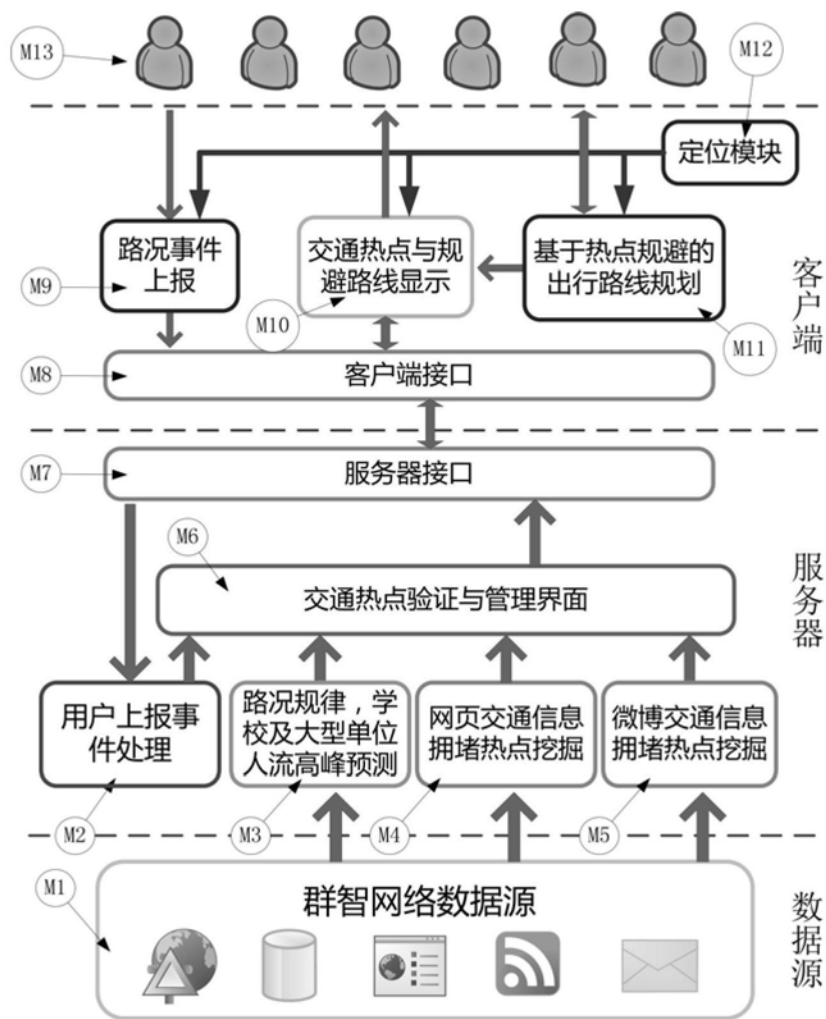 M13
M12
定位模块
路况事件
上报
交通热点与规
避路线显示
基于热点规避的
出行路线规划
客户端
M9
M10
M11
M8
客户端接口
M7
服务器接口
M6
交通热点验证与管理界面
服务器
用户上报事
件处理
路况规律，学
校及大型单位
人流高峰预测
网页交通信息
拥堵热点挖掘
微博交通信息
拥堵热点挖掘
M2
M3
M4
M5
M1
群智网络数据源
数据源